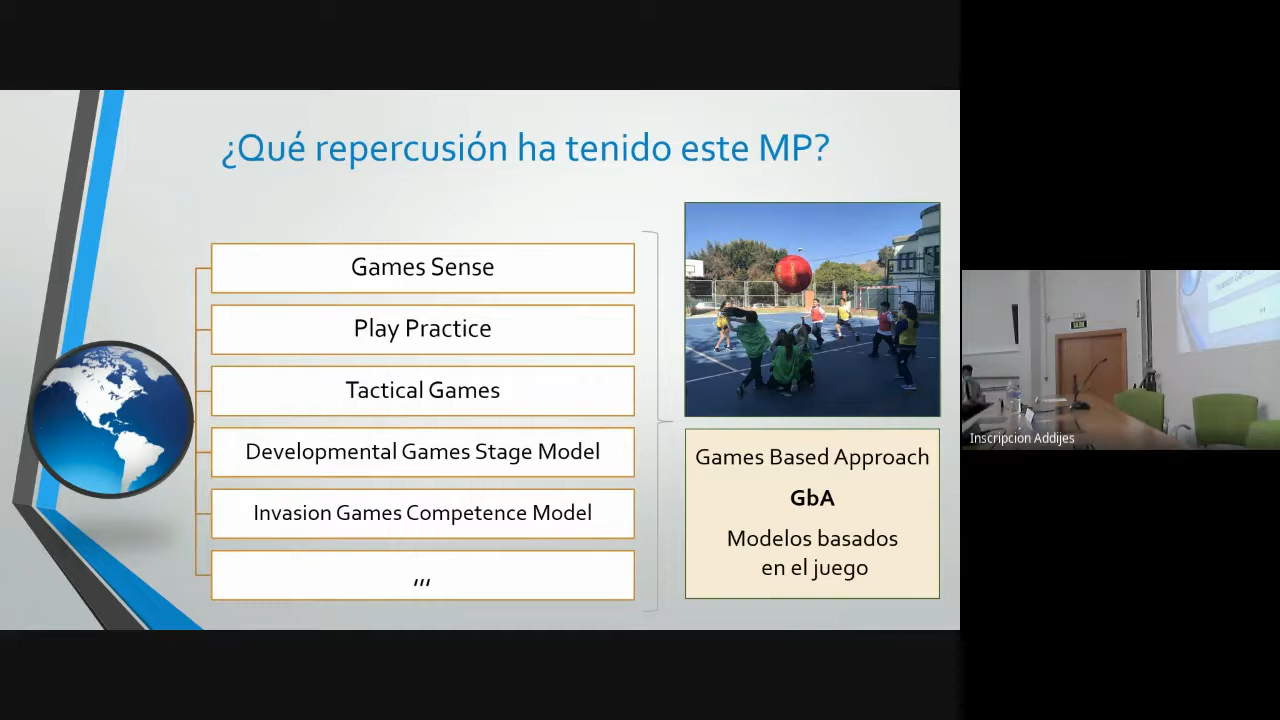 ¿Qué repercusión ha tenido este MP?
Games Sense
Play Practice
Tactical Games
Developmental Games Stage Model
Invasion Games Competence Model
,,,
Games Based Approach
GbA
Modelos basados
en el juego
Inscripcion Addijes